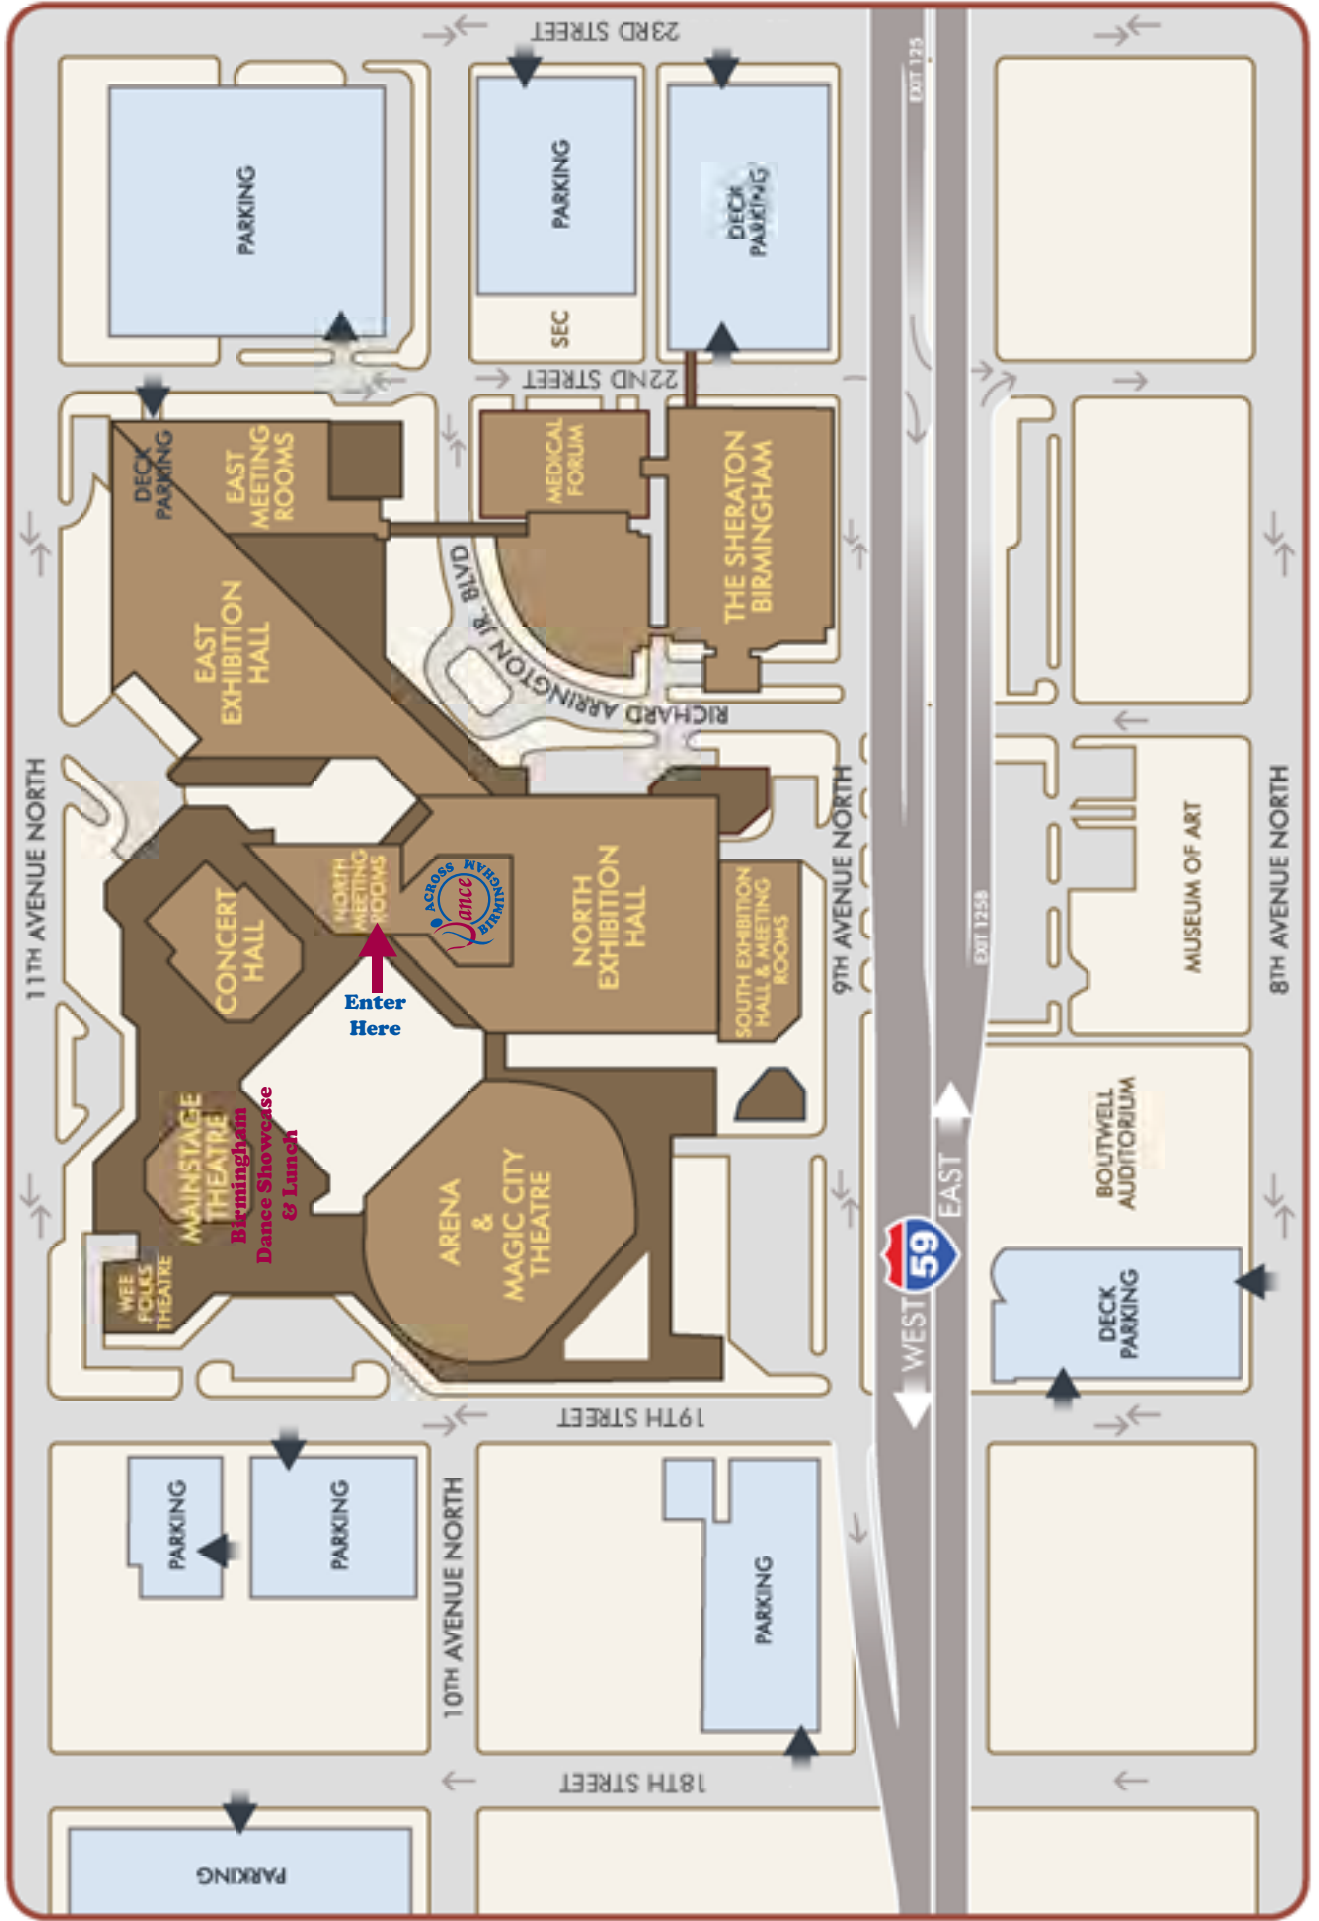 23RD STREET
EXIT 125
PARKING
PARKING
DECK
PARKING
SEC
22ND STREET
DECK
PARKING
EAST
MEETING
ROOMS
MEDICAL
FORUM
THE SHERATON
BIRMINGHAM
EAST
EXHIBITION
HALL
RICHARD ARRINGTON JR. BLVD
11TH AVENUE NORTH
9TH AVENUE NORTH
8TH AVENUE NORTH
CONCERT
HALL
NORTH
MEETING
ROOMS
Dance
ACROSS
BIRMINGHAM
NORTH
EXHIBITION
HALL
SOUTH EXHIBITION
HALL & MEETING
ROOMS
EXIT 125B
MUSEUM OF ART
Enter
Here
MAINSTAGE
THEATRE
Birmingham
Dance Showcase
& Lunch
WEE
FOLKS
THEATRE
ARENA
&
MAGIC CITY
THEATRE
EAST
59
WEST
BOUTWELL
AUDITORIUM
DECK
PARKING
19TH STREET
PARKING
PARKING
10TH AVENUE NORTH
PARKING
18TH STREET
PARKING